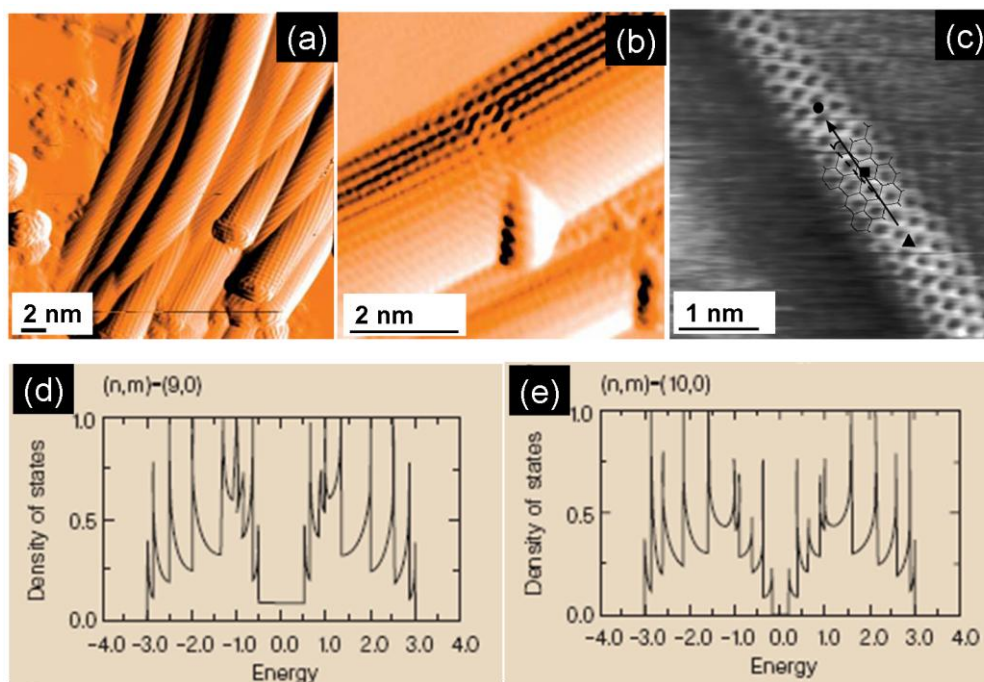 (a)
(b)
(c)
2 nm
2 nm
1 nm
(d)
(n,m)=(9,0)
1.0
0.5
0.0
Density of states
-4.0 -3.0 -2.0 -1.0 0.0 1.0 2.0 3.0 4.0
Energy
(e)
(n,m)=(10,0)
1.0
0.5
0.0
Density of states
-4.0 -3.0 -2.0 -1.0 0.0 1.0 2.0 3.0 4.0
Energy